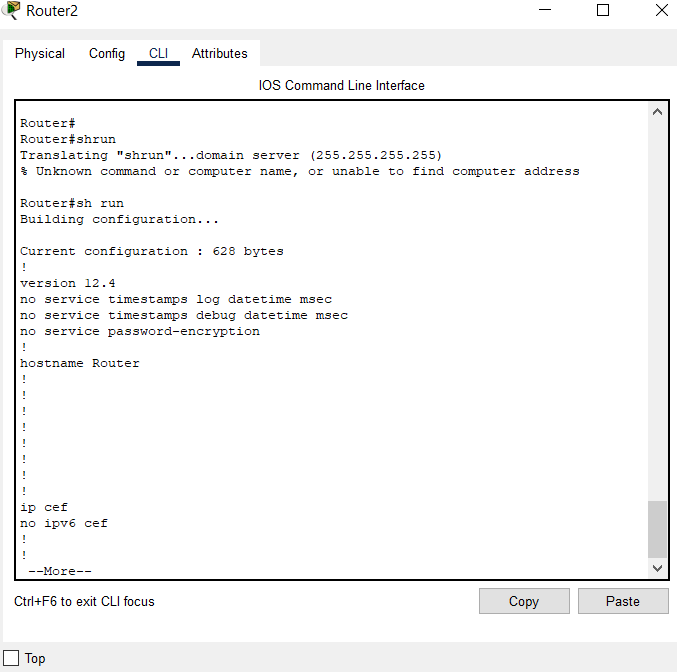 Router2
Physical Config CLI Attributes
IOS Command Line Interface
Router#
Router#shrun
Translating "shrun"...domain server (255.255.255.255)
% Unknown command or computer name, or unable to find computer address
Router#sh run
Building configuration...
Current configuration : 628 bytes
!
version 12.4
no service timestamps log datetime msec
no service timestamps debug datetime msec
no service password-encryption
!
hostname Router
!
!
!
!
!
!
!
!
ip cef
no ipv6 cef
!
!
--More--
Ctrl+F6 to exit CLI focus
Copy Paste
Top